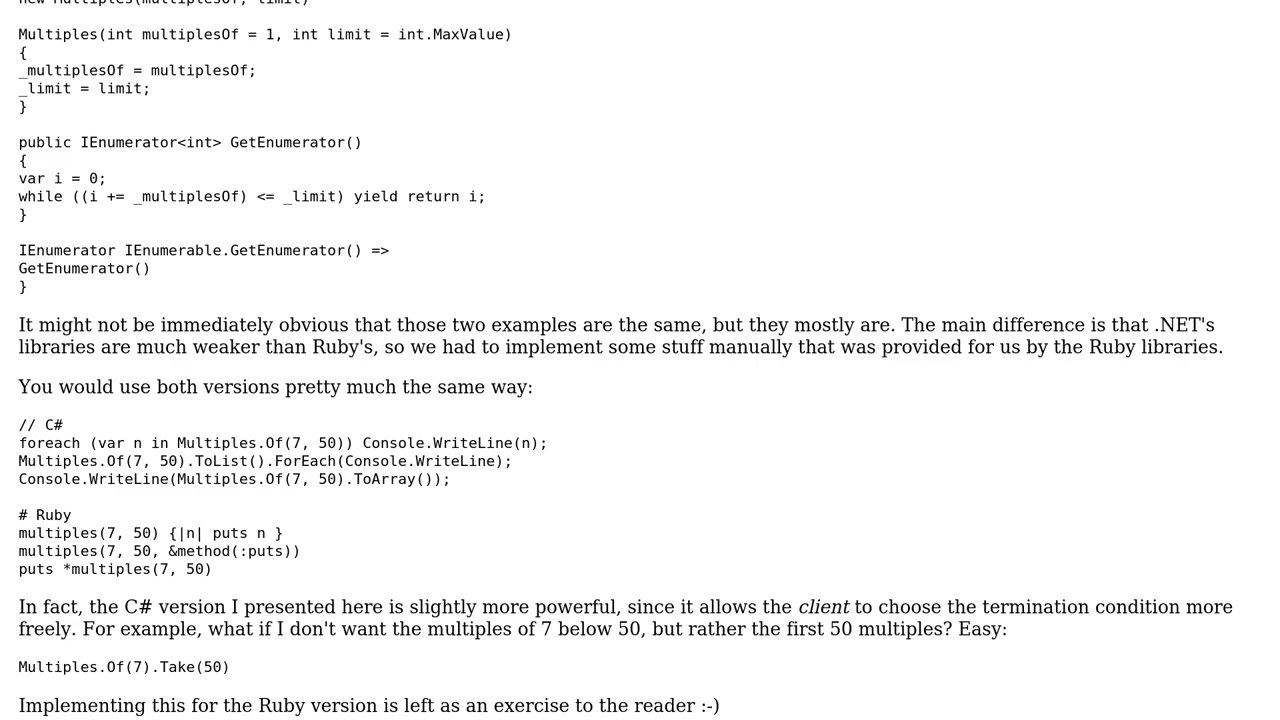 new Multiples(multiplesOf, limit)
Multiples(int multiplesOf = 1, int limit = int.MaxValue)
{
_multiplesOf = multiplesOf;
_limit = limit;
}
public IEnumerator<int> GetEnumerator()
{
var i = 0;
while ((i += _multiplesOf) <= _limit) yield return i;
}
IEnumerator IEnumerable.GetEnumerator() =>
GetEnumerator()
}
It might not be immediately obvious that those two examples are the same, but they mostly are. The main difference is that .NET's
libraries are much weaker than Ruby's, so we had to implement some stuff manually that was provided for us by the Ruby libraries.
You would use both versions pretty much the same way:
// C#
foreach (var n in Multiples.Of(7, 50)) Console.WriteLine(n);
Multiples.Of(7, 50).ToList().ForEach(Console.WriteLine);
Console.WriteLine(Multiples.Of(7, 50).ToArray());
# Ruby
multiples(7, 50) {|n| puts n }
multiples(7, 50, &method(:puts))
puts *multiples(7, 50)
In fact, the C# version I presented here is slightly more powerful, since it allows the client to choose the termination condition more
freely. For example, what if I don't want the multiples of 7 below 50, but rather the first 50 multiples? Easy:
Multiples.Of(7).Take(50)
Implementing this for the Ruby version is left as an exercise to the reader :-)